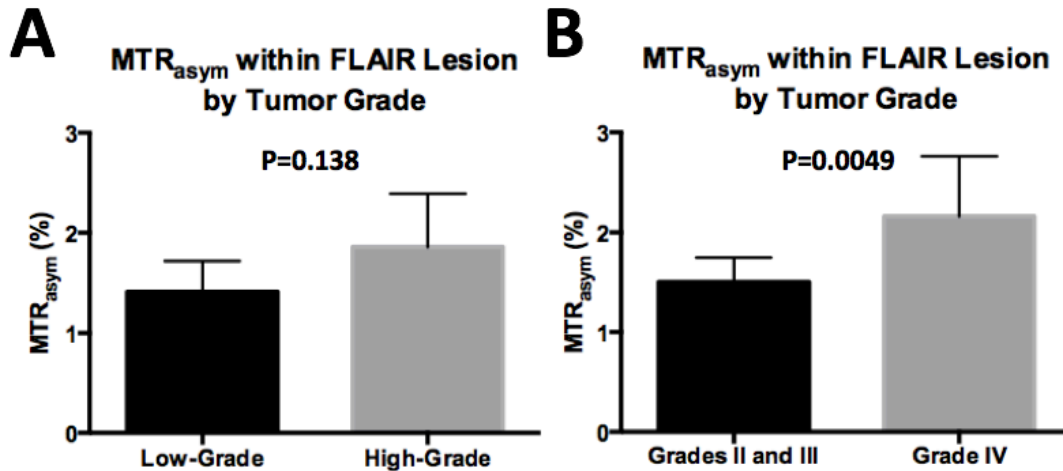 A
MTRasym within FLAIR Lesion
by Tumor Grade
P=0.138
MTRasym (%)
3
2
1
0
Low-Grade
High-Grade
B
MTRasym within FLAIR Lesion
by Tumor Grade
P=0.0049
MTRasym (%)
3
2
1
0
Grades II and III
Grade IV